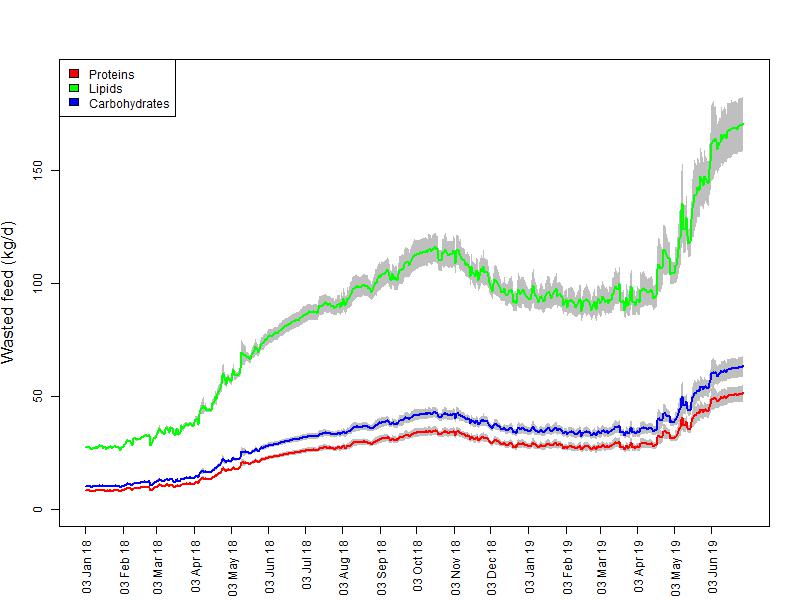 Proteins
Lipids
Carbohydrates
Wasted feed (kg/d)
150
100
50
0
03 Jan 18
03 Feb 18
03 Mar 18
03 Apr 18
03 May 18
03 Jun 18
03 Jul 18
03 Aug 18
03 Sep 18
03 Oct 18
03 Nov 18
03 Dec 18
03 Jan 19
03 Feb 19
03 Mar 19
03 Apr 19
03 May 19
03 Jun 19